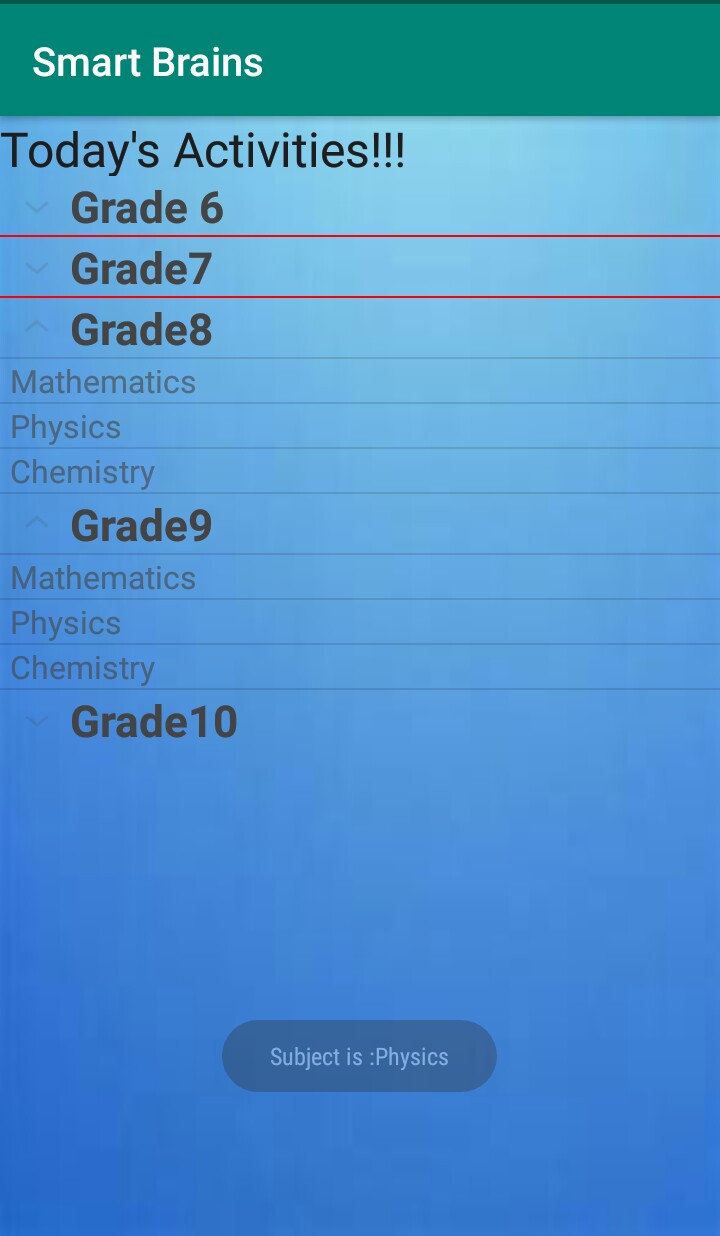 Smart Brains
Today's Activities!!!
Grade 6
Grade7
Grade8
Mathematics
Physics
Chemistry
Grade9
Mathematics
Physics
Chemistry
Grade10
Subject is :Physics